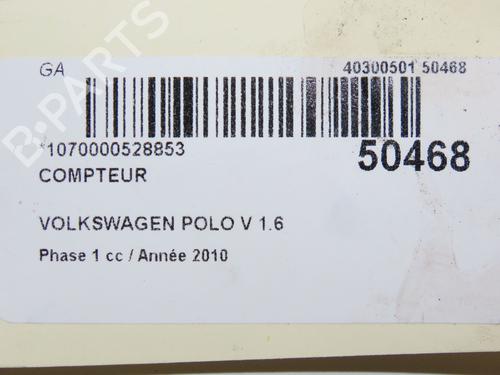 GA
40300501 50468
*1070000528853
50468
COMPTEUR
VOLKSWAGEN POLO V 1.6
Phase 1 cc / Année 2010
B-PARTS